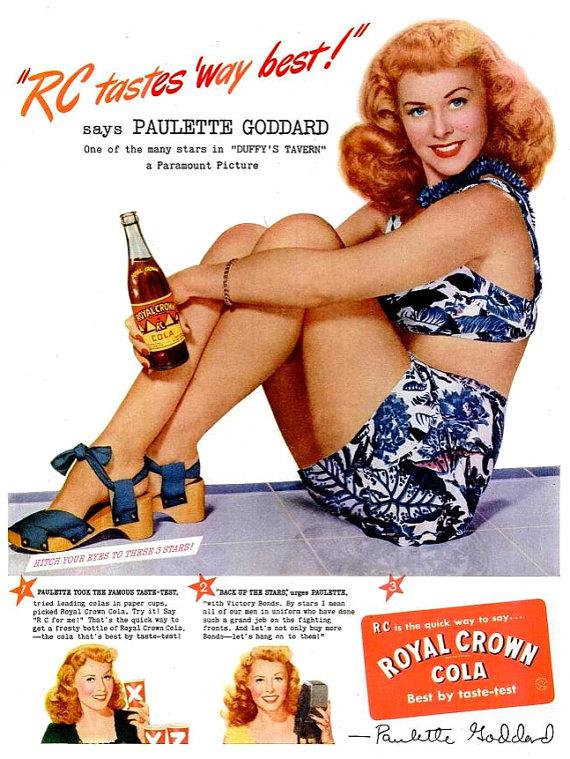 "RC tastes 'way best!"
says PAULETTE GODDARD
One of the many stars in "DUFFY'S TAVERN"
a Paramount Picture
ROYAL CROWN
RC
COLA
HITCH YOUR EYES TO THESE 3 STARS!
1 PAULETTE TOOK THE FAMOUS TASTE-TEST,
tried leading colas in paper cups,
picked Royal Crown Cola. Try it! Say
"R C for me!" That's the quick way to
get a frosty bottle of Royal Crown Cola,
—the cola that's best by taste-test!
X
Y Z
2 "BACK UP THE STARS," urges PAULETTE,
"with Victory Bonds. By stars I mean
all of our men in uniform who have done
such a grand job on the fighting
fronts. And let's not only buy more
Bonds—let's hang on to them!"
3
RC is the quick way to say...
ROYAL CROWN
COLA
Best by taste-test
—Paulette Goddard